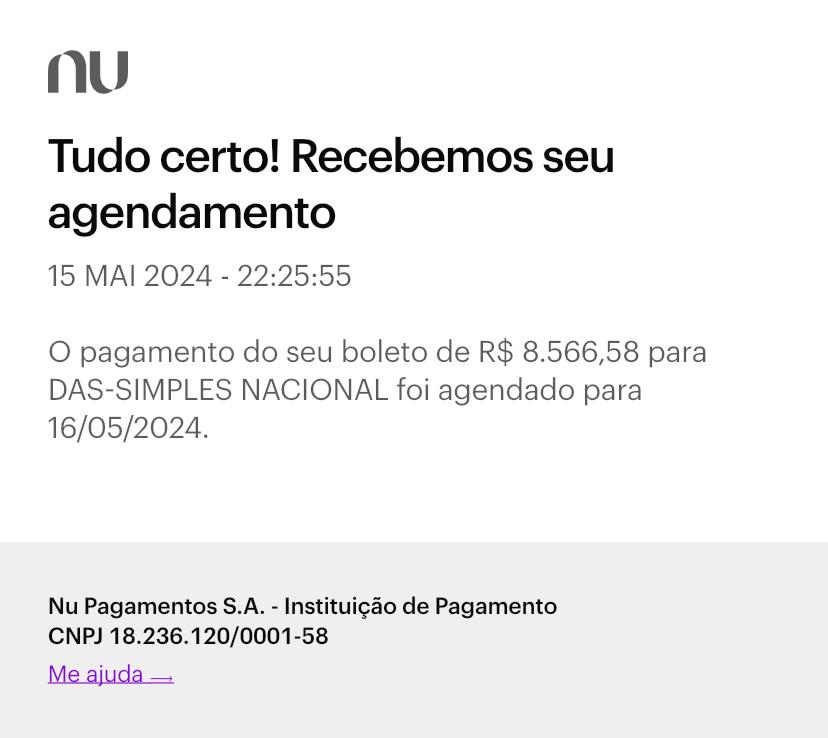 nu
Tudo certo! Recebemos seu
agendamento
15 MAI 2024 - 22:25:55
O pagamento do seu boleto de R$ 8.566,58 para
DAS-SIMPLES NACIONAL foi agendado para
16/05/2024.
Nu Pagamentos S.A. - Instituição de Pagamento
CNPJ 18.236.120/0001-58
Me ajuda →